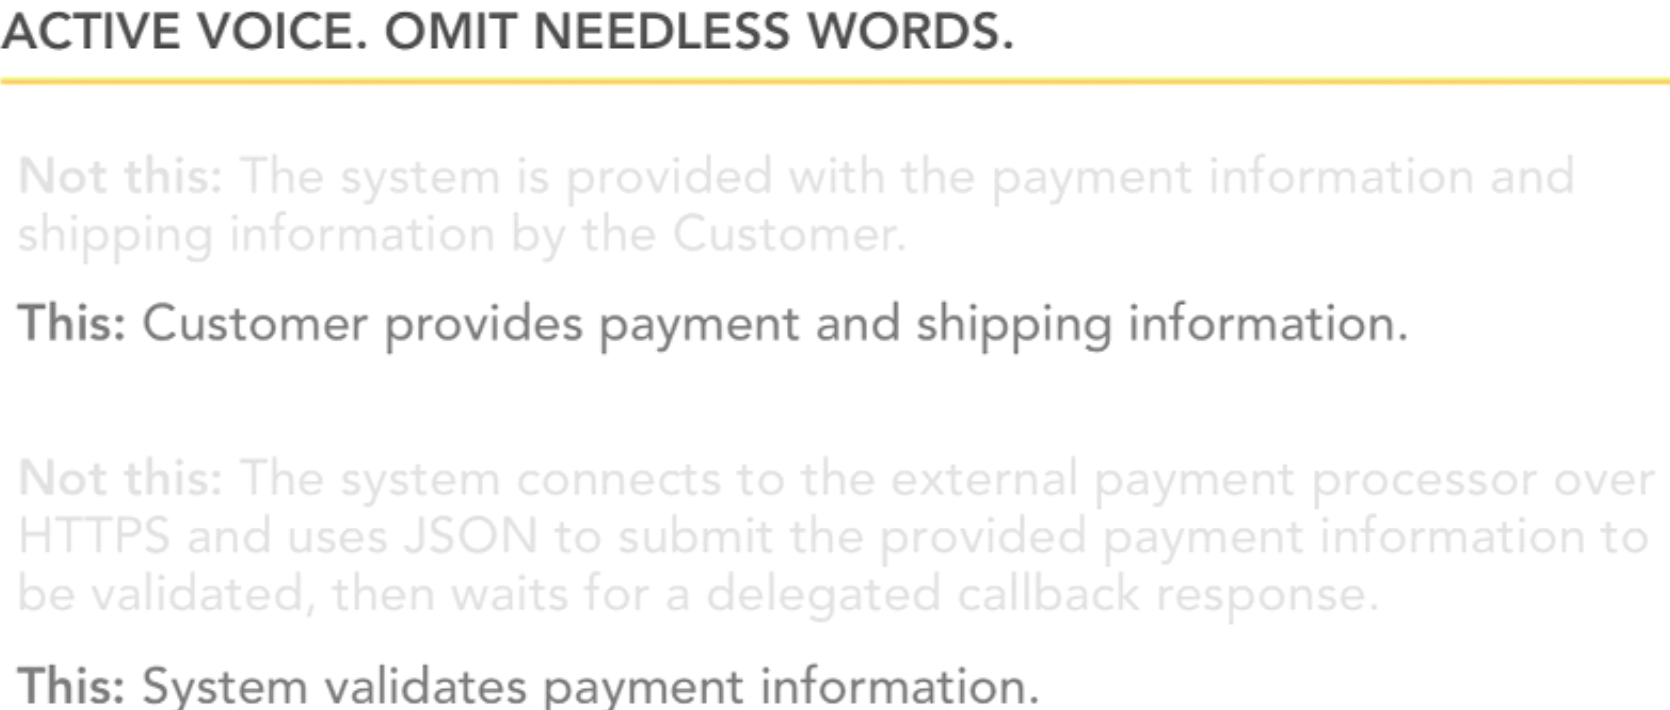 ACTIVE VOICE. OMIT NEEDLESS WORDS.
Not this: The system is provided with the payment information and
shipping information by the Customer.
This: Customer provides payment and shipping information.
Not this: The system connects to the external payment processor over
HTTPS and uses JSON to submit the provided payment information to
be validated, then waits for a delegated callback response.
This: System validates payment information.